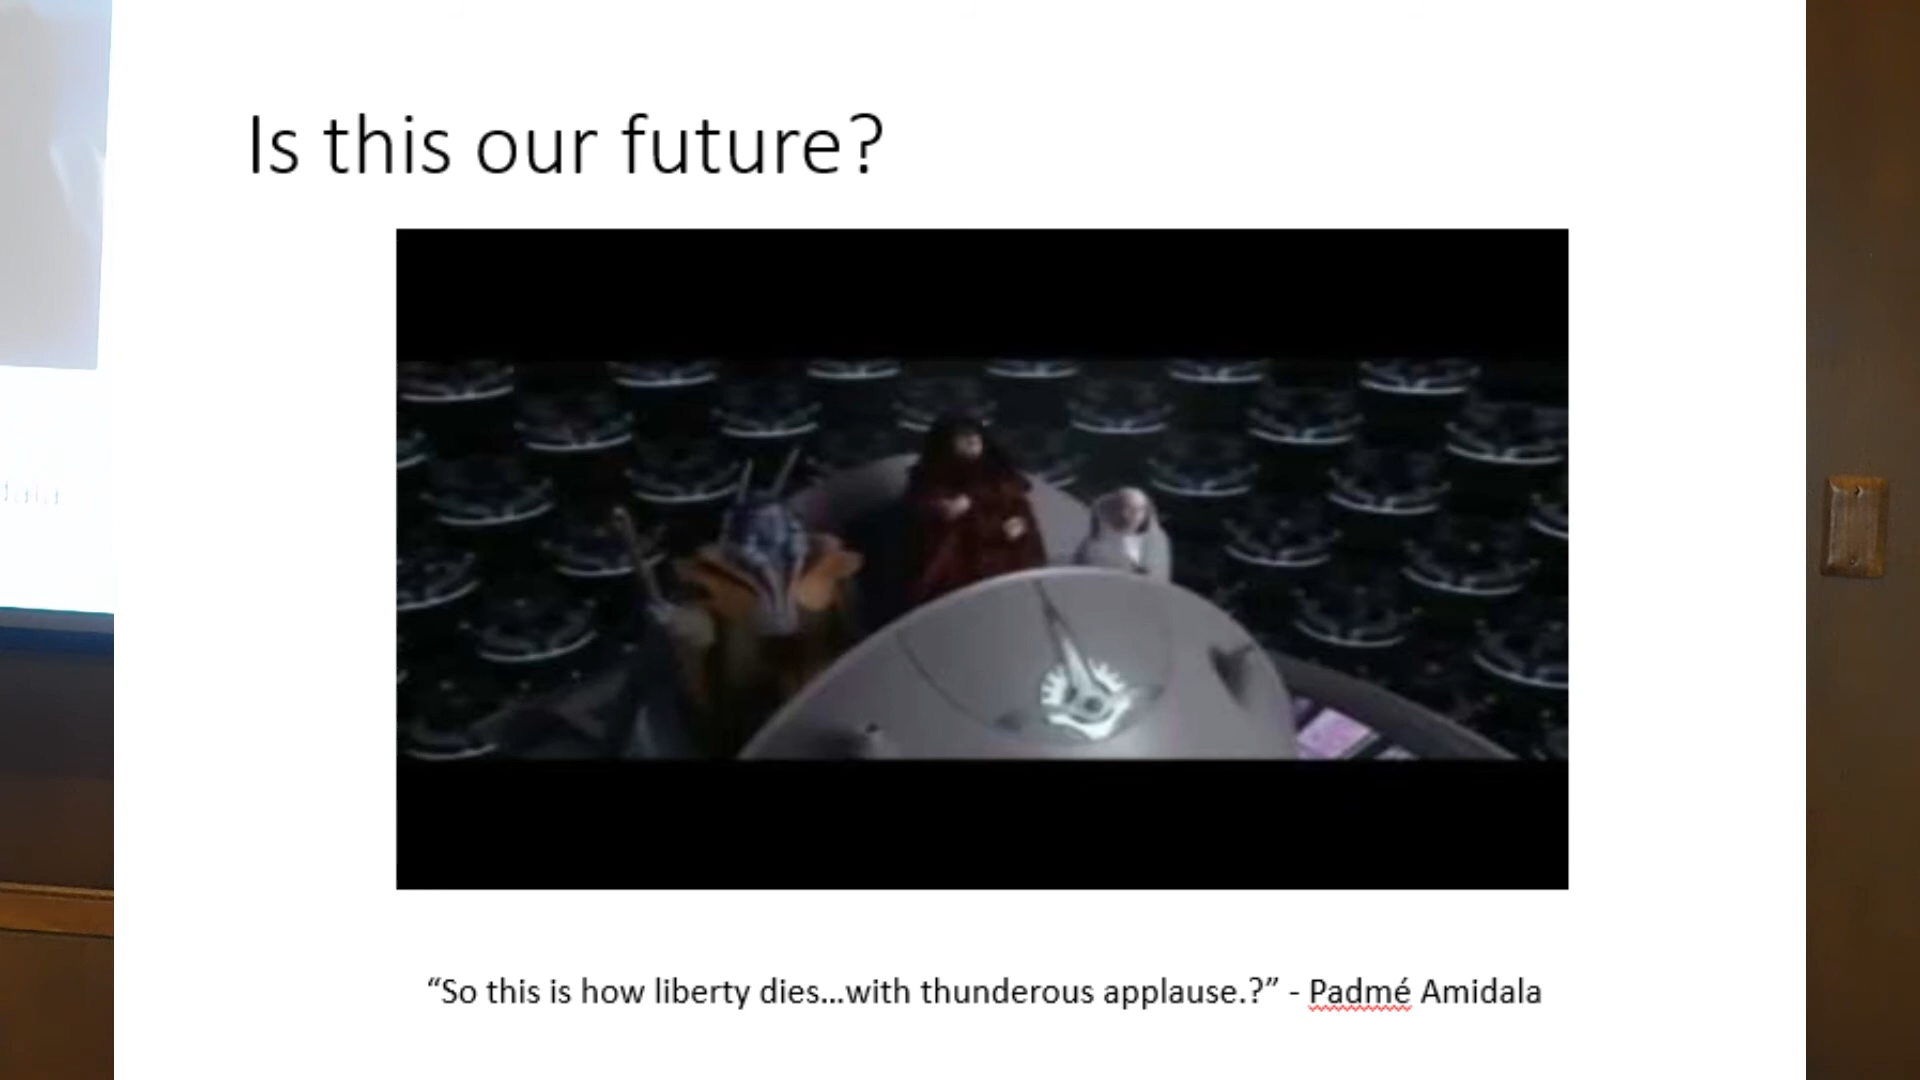 Is this our future?
“So this is how liberty dies...with thunderous applause.?” - Padmé Amidala